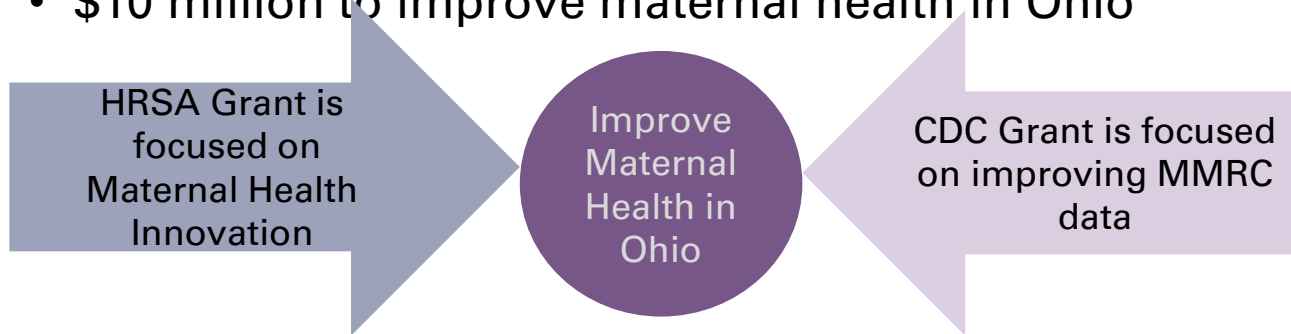 • $10 million to improve maternal health in Ohio
HRSA Grant is
focused on
Maternal Health
Innovation
Improve
Maternal
Health in
Ohio
CDC Grant is focused
on improving MMRC
data